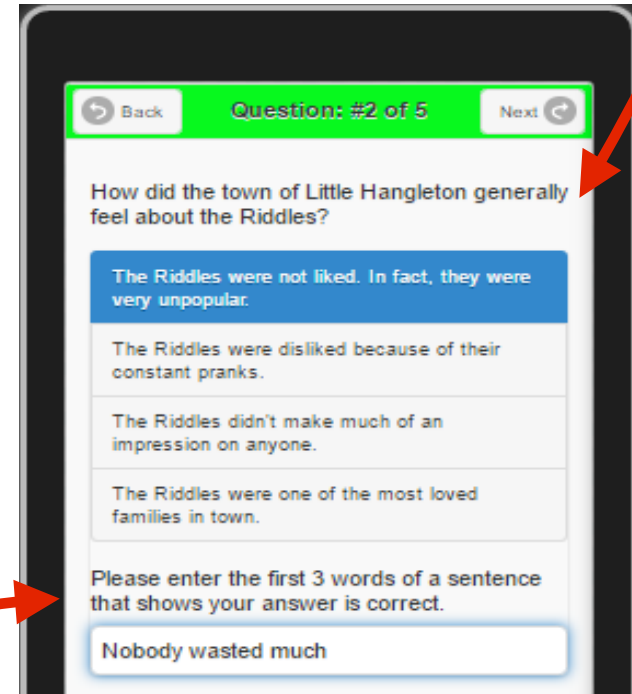 Back Question: #2 of 5 Next
How did the town of Little Hangleton generally
feel about the Riddles?
The Riddles were not liked. In fact, they were
very unpopular.
The Riddles were disliked because of their
constant pranks.
The Riddles didn't make much of an
impression on anyone.
The Riddles were one of the most loved
families in town.
Please enter the first 3 words of a sentence
that shows your answer is correct.
Nobody wasted much